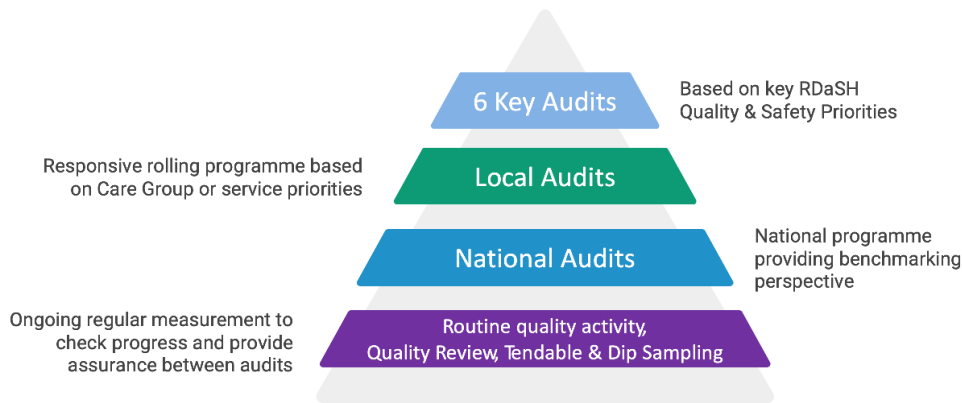 6 Key Audits
Based on key RDaSH
Quality & Safety Priorities
Responsive rolling programme based
on Care Group or service priorities
Local Audits
National Audits
National programme
providing benchmarking
perspective
Ongoing regular measurement to
check progress and provide
assurance between audits
Routine quality activity,
Quality Review, Tendable & Dip Sampling